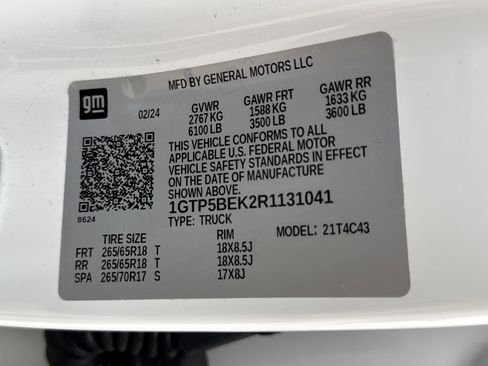 MFD BY GENERAL MOTORS LLC
gm
02/24
GVWR GAWR FRT GAWR RR
2767 KG 1588 KG 1633 KG
6100 LB 3500 LB 3600 LB
THIS VEHICLE CONFORMS TO ALL
APPLICABLE U.S. FEDERAL MOTOR
VEHICLE SAFETY STANDARDS IN EFFECT
ON THE DATE OF MANUFACTURE
SHOWN ABOVE.
1GTP5BEK2R1131041
8624
TYPE: TRUCK
MODEL: 21T4C43
TIRE SIZE RIM
FRT 265/65R18 T 18X8.5J
RR 265/65R18 T 18X8.5J
SPA 265/70R17 S 17X8J